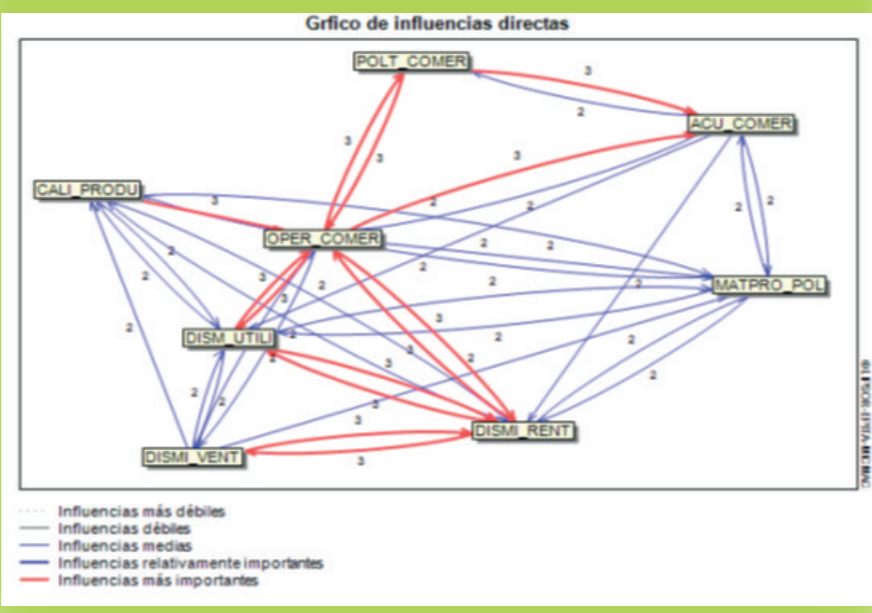 Grfico de influencias directas
POLT_COMER
3
2
ACU_COMER
3
3
3
CALI_PRODU
3
2
2
2
2
OPER_COMER
2
2
2
2
MATPRO_POL
2
3
2
2
2
3
2
3
DISM_UTILI
2
2
3
2
2
2
3
2
2
2
3
3
DISMI_RENT
DISMI_VENT
3
© LIPSOR-EPITA-MICMAC
Influencias más débiles
Influencias débiles
Influencias medias
Influencias relativamente importantes
Influencias más importantes